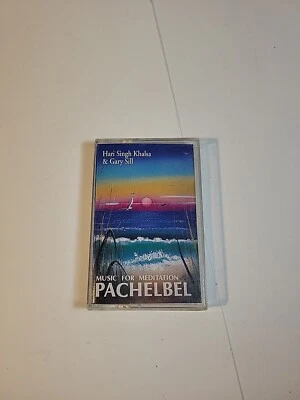 Hari Singh Khalsa
& Gary Sill
MUSIC FOR MEDITATION
PACHELBEL